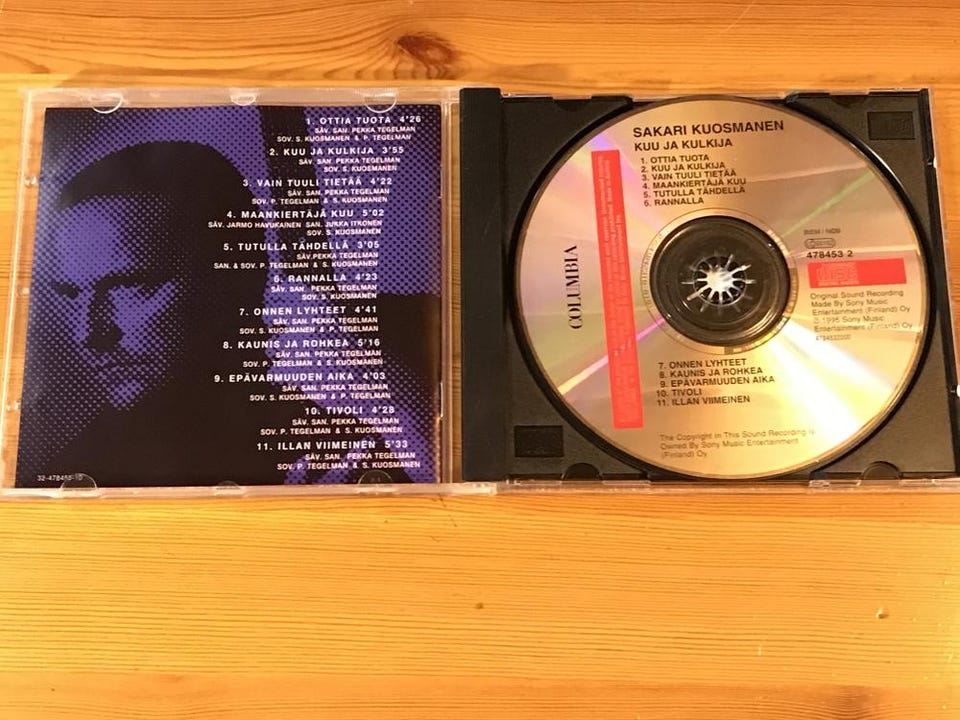 1. OTTIA TUOTA 4'26
SÄV. SAN. PEKKA TEGELMAN
SOV. S. KUOSMANEN & P. TEGELMAN
2. KUU JA KULKIJA 3'55
SÄV. SAN. PEKKA TEGELMAN
SOV. S. KUOSMANEN
3. VAIN TUULI TIETÄÄ 4'22
SÄV. SAN. PEKKA TEGELMAN
SOV. P. TEGELMAN & S. KUOSMANEN
4. MAANKIERTÄJÄ KUU 5'02
SÄV. JARMO HAVUKAINEN SAN. JUKKA ITKONEN
SOV. S. KUOSMANEN
5. TUTULLA TÄHDELLÄ 3'05
SÄV.PEKKA TEGELMAN
SAN. & SOV. P. TEGELMAN & S. KUOSMANEN
6. RANNALLA 4'23
SÄV. SAN. PEKKA TEGELMAN
SOV. S. KUOSMANEN
7. ONNEN LYHTEET 4'41
SÄV. SAN. PEKKA TEGELMAN
SOV. S. KUOSMANEN & P. TEGELMAN
8. KAUNIS JA ROHKEA 5'16
SÄV. SAN. PEKKA TEGELMAN
SOV. P. TEGELMAN & S. KUOSMANEN
9. EPÄVARMUUDEN AIKA 4'03
SÄV. SAN. PEKKA TEGELMAN
SOV. S. KUOSMANEN & P. TEGELMAN
10. TIVOLI 4'28
SÄV. SAN. PEKKA TEGELMAN
SOV. P. TEGELMAN & S. KUOSMANEN
11. ILLAN VIIMEINEN 5'33
SÄV. SAN. PEKKA TEGELMAN
SOV. P. TEGELMAN & S. KUOSMANEN
SAKARI KUOSMANEN
KUU JA KULKIJA
1. OTTIA TUOTA
2. KUU JA KULKIJA
3. VAIN TUULI TIETÄÄ
4. MAANKIERTÄJÄ KUU
5. TUTULLA TÄHDELLÄ
6. RANNALLA
COLUMBIA
478453 2
Original Sound Recording
Made By Sony Music
Entertainment (Finland) Oy
℗ 1995 Sony Music
Entertainment (Finland) Oy
7. ONNEN LYHTEET
8. KAUNIS JA ROHKEA
9. EPÄVARMUUDEN AIKA
10. TIVOLI
11. ILLAN VIIMEINEN
The Copyright in This Sound Recording is
Owned By Sony Music Entertainment
(Finland) Oy